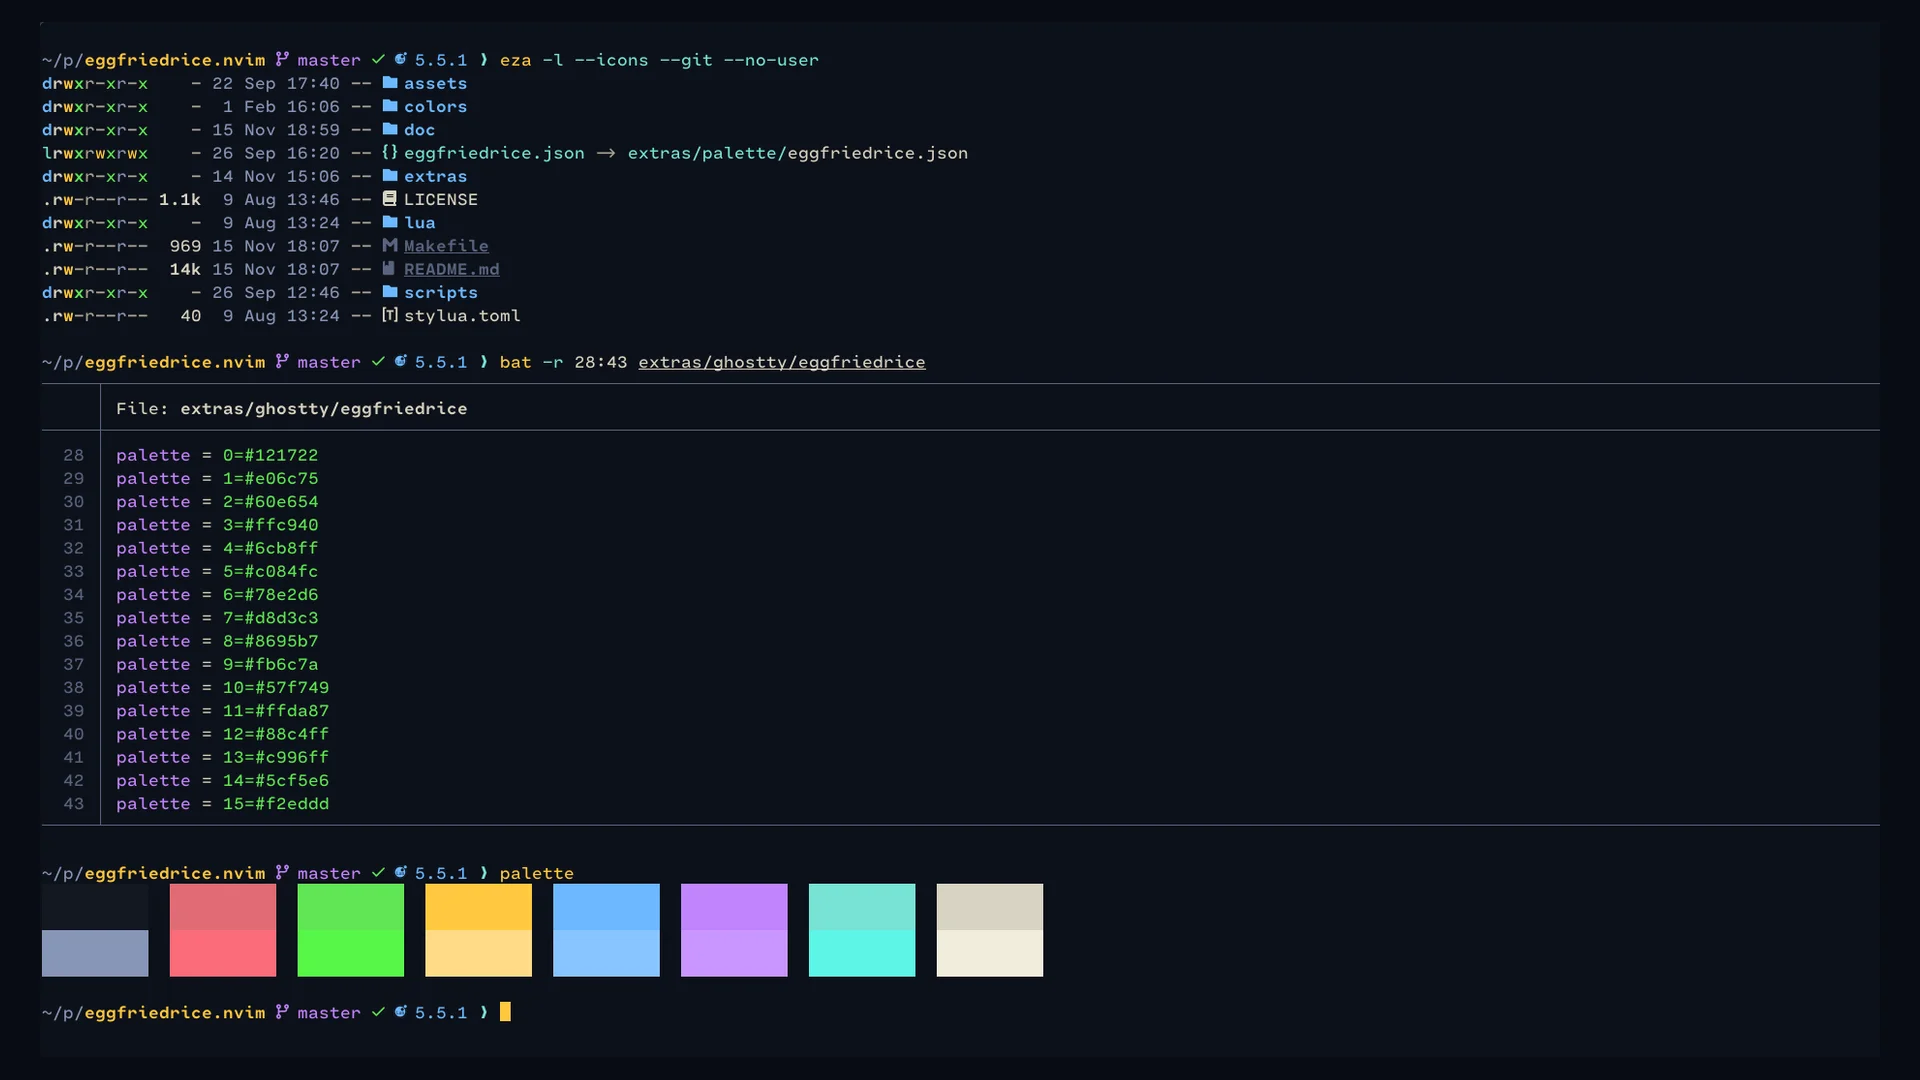 ~/p/eggfriedrice.nvim master ✓ 5.5.1 ❯ eza -l --icons --git --no-user
drwxr-xr-x    - 22 Sep 17:40 -- assets
drwxr-xr-x    -  1 Feb 16:06 -- colors
drwxr-xr-x    - 15 Nov 18:59 -- doc
lrwxrwxrwx    - 26 Sep 16:20 -- {} eggfriedrice.json -> extras/palette/eggfriedrice.json
drwxr-xr-x    - 14 Nov 15:06 -- extras
.rw-r--r-- 1.1k  9 Aug 13:46 -- LICENSE
drwxr-xr-x    -  9 Aug 13:24 -- lua
.rw-r--r--  969 15 Nov 18:07 -- Makefile
.rw-r--r--  14k 15 Nov 18:07 -- README.md
drwxr-xr-x    - 26 Sep 12:46 -- scripts
.rw-r--r--   40  9 Aug 13:24 -- [T] stylua.toml
~/p/eggfriedrice.nvim master ✓ 5.5.1 ❯ bat -r 28:43 extras/ghostty/eggfriedrice
File: extras/ghostty/eggfriedrice
28 palette = 0=#121722
29 palette = 1=#e06c75
30 palette = 2=#60e654
31 palette = 3=#ffc940
32 palette = 4=#6cb8ff
33 palette = 5=#c084fc
34 palette = 6=#78e2d6
35 palette = 7=#d8d3c3
36 palette = 8=#8695b7
37 palette = 9=#fb6c7a
38 palette = 10=#57f749
39 palette = 11=#ffda87
40 palette = 12=#88c4ff
41 palette = 13=#c996ff
42 palette = 14=#5cf5e6
43 palette = 15=#f2eddd
~/p/eggfriedrice.nvim master ✓ 5.5.1 ❯ palette
~/p/eggfriedrice.nvim master ✓ 5.5.1 ❯